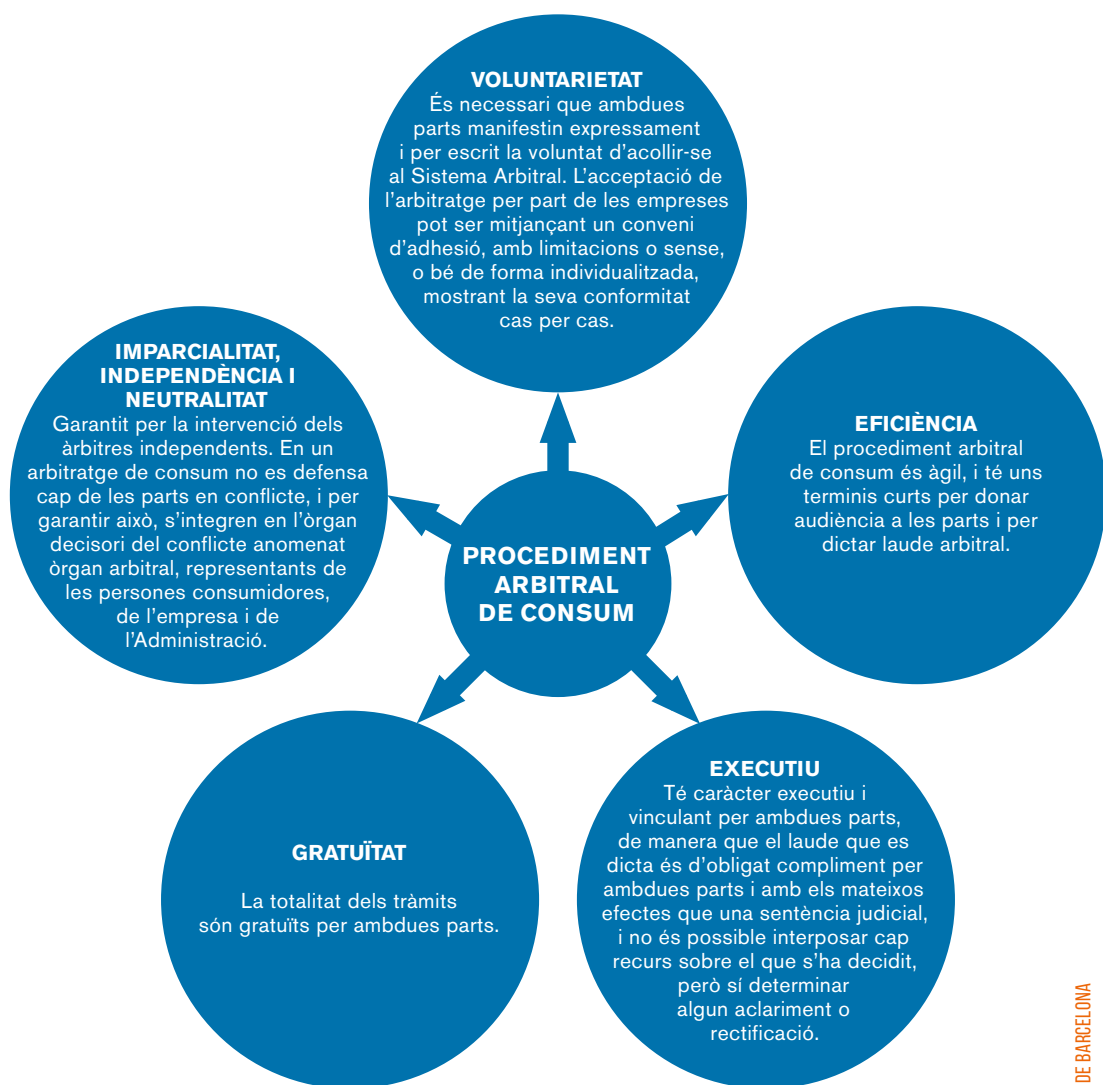 VOLUNTARIETAT
És necessari que ambdues
parts manifestin expressament
i per escrit la voluntat d'acollir-se
al Sistema Arbitral. L'acceptació de
l'arbitratge per part de les empreses
pot ser mitjançant un conveni
d'adhesió, amb limitacions o sense,
o bé de forma individualitzada,
mostrant la seva conformitat
cas per cas.
IMPARCIALITAT,
INDEPENDÈNCIA I
NEUTRALITAT
Garantit per la intervenció dels
àrbitres independents. En un
arbitratge de consum no es defensa
cap de les parts en conflicte, i per
garantir això, s'integren en l'òrgan
decisori del conflicte anomenat
òrgan arbitral, representants de
les persones consumidores,
de l'empresa i de
l'Administració.
EFICIÈNCIA
El procediment arbitral
de consum és àgil, i té uns
terminis curts per donar
audiència a les parts i per
dictar laude arbitral.
PROCEDIMENT
ARBITRAL
DE CONSUM
GRATUÏTAT
La totalitat dels tràmits
són gratuïts per ambdues parts.
EXECUTIU
Té caràcter executiu i
vinculant per ambdues parts,
de manera que el laude que es
dicta és d'obligat compliment per
ambdues parts i amb els mateixos
efectes que una sentència judicial,
i no és possible interposar cap
recurs sobre el que s'ha decidit,
però sí determinar
algun aclariment o
rectificació.
DE BARCELONA